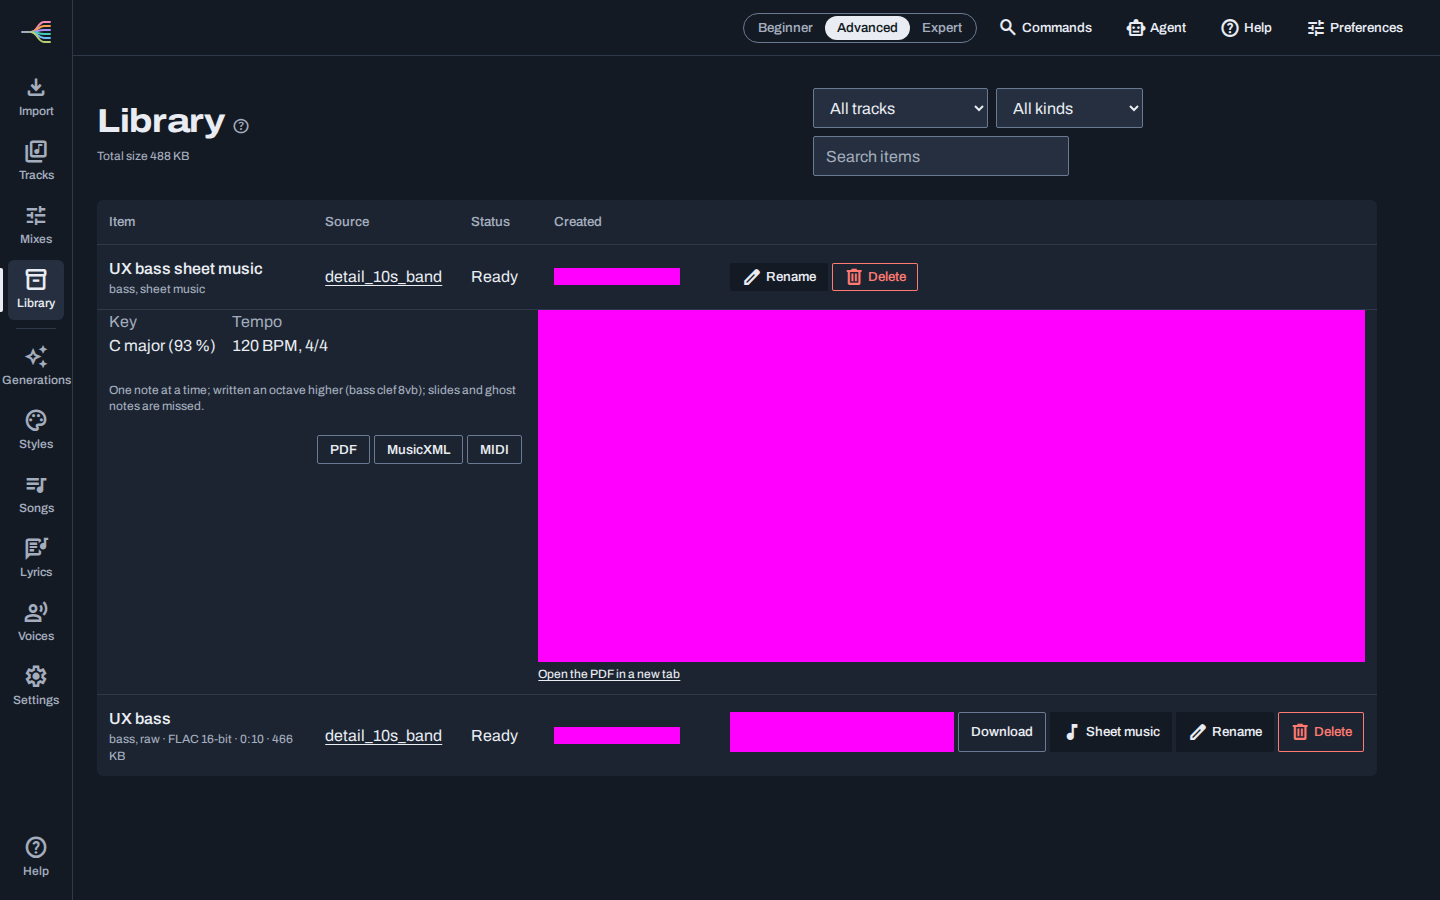 Beginner Advanced Expert Commands Agent Help Preferences
Import
Tracks
Mixes
Library
Generations
Styles
Songs
Lyrics
Voices
Settings
Help
Library
Total size 488 KB
All tracks All kinds
Search items
Item Source Status Created
UX bass sheet music
bass, sheet music
detail_10s_band Ready Rename Delete
Key Tempo
C major (93 %) 120 BPM, 4/4
One note at a time; written an octave higher (bass clef 8vb); slides and ghost
notes are missed.
PDF MusicXML MIDI
Open the PDF in a new tab
UX bass
bass, raw · FLAC 16-bit · 0:10 · 466
KB
detail_10s_band Ready Download Sheet music Rename Delete